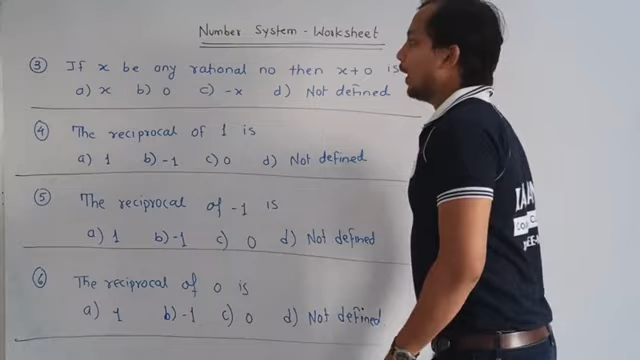 Number System - Worksheet
③ If x be any rational no then x+0 is
a) x b) 0 c) -x d) Not defined
④ The reciprocal of 1 is
a) 1 b) -1 c) 0 d) Not defined
⑤ The reciprocal of -1 is
a) 1 b) -1 c) 0 d) Not defined
⑥ The reciprocal of 0 is
a) 1 b) -1 c) 0 d) Not defined